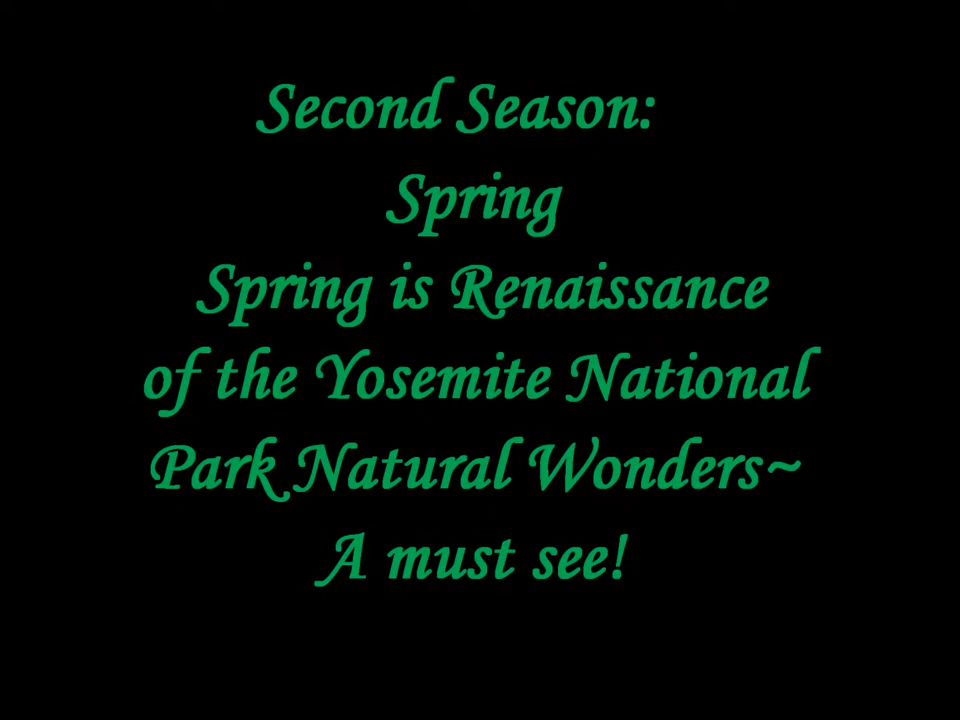 Second Season:
Spring
Spring is Renaissance
of the Yosemite National
Park Natural Wonders~
A must see!